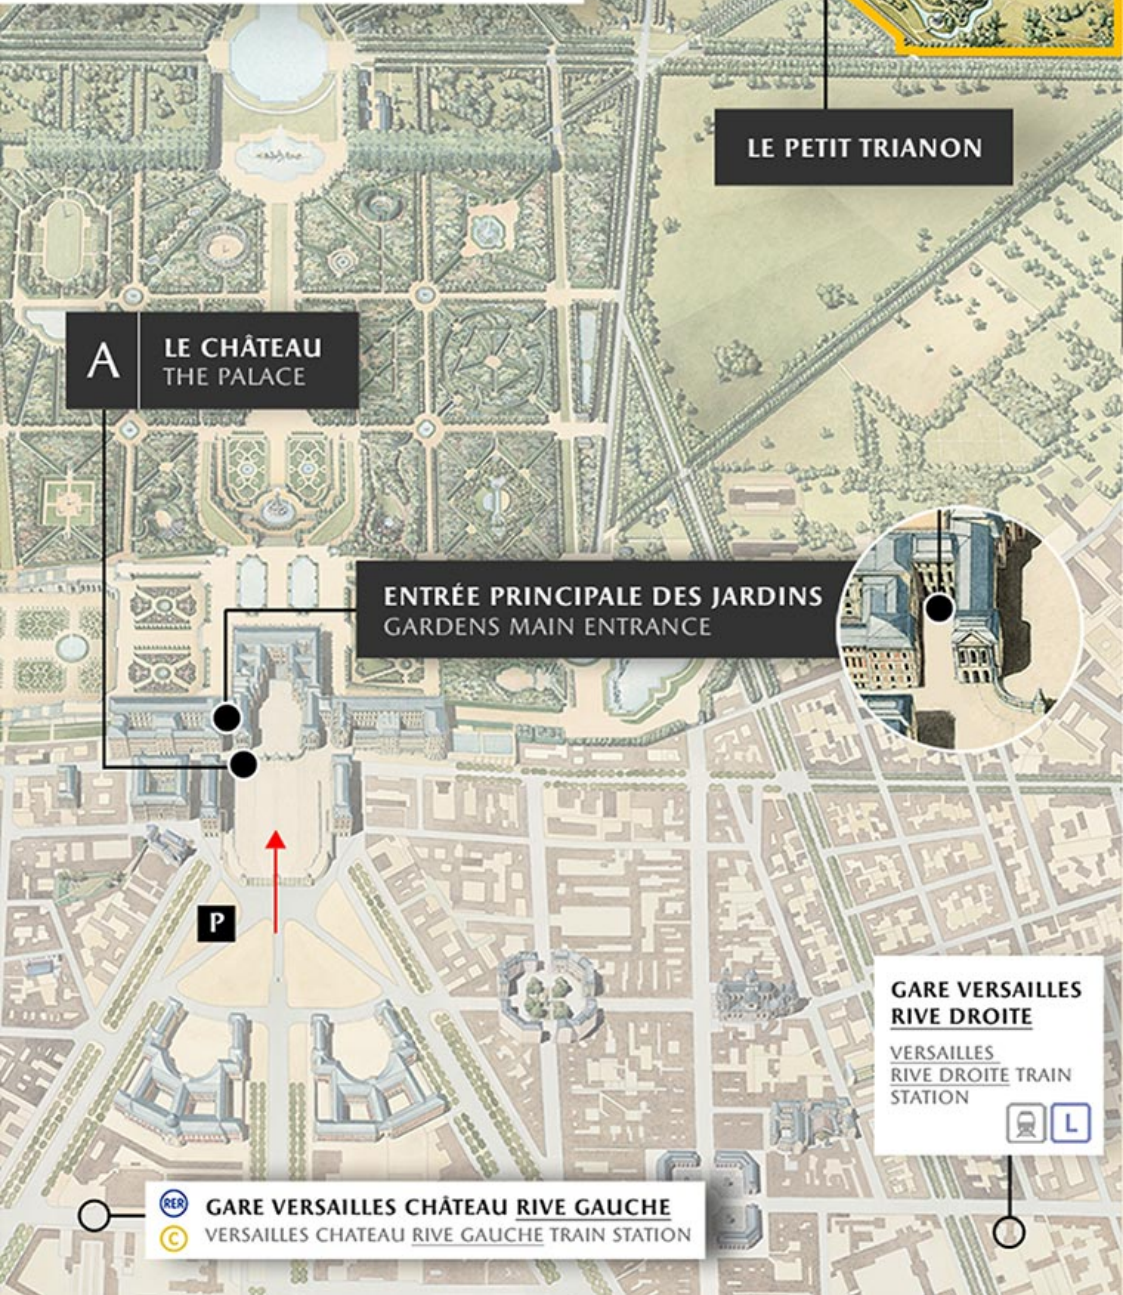 LE PETIT TRIANON
A
LE CHÂTEAU
THE PALACE
ENTRÉE PRINCIPALE DES JARDINS
GARDENS MAIN ENTRANCE
P
GARE VERSAILLES
RIVE DROITE
VERSAILLES
RIVE DROITE TRAIN
STATION
L
RER
GARE VERSAILLES CHÂTEAU RIVE GAUCHE
C
VERSAILLES CHATEAU RIVE GAUCHE TRAIN STATION